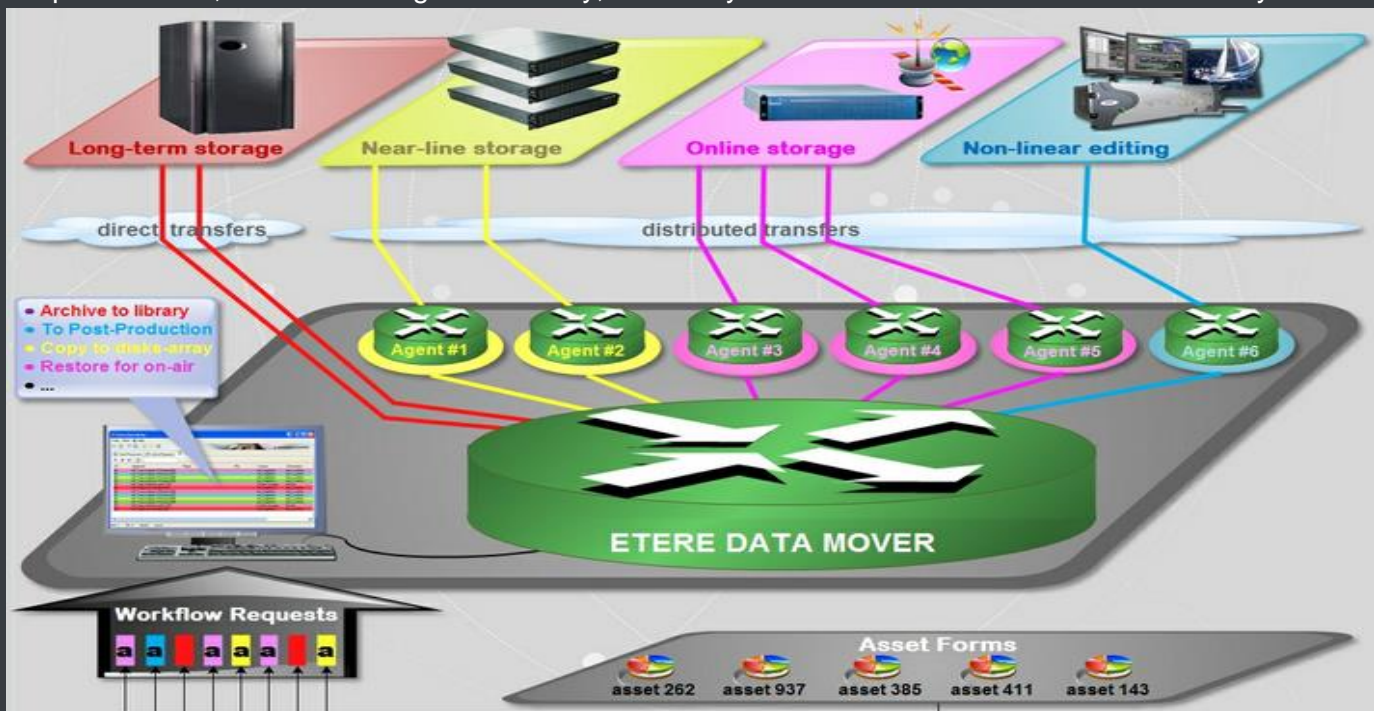 Long-term storage
Near-line storage
Online storage
Non-linear editing
direct transfers
distributed transfers
• Archive to library
• To Post-Production
• Copy to disks-array
• Restore for on-air
• ...
Agent #1
Agent #2
Agent #3
Agent #4
Agent #5
Agent #6
ETERE DATA MOVER
Workflow Requests
a a a a a a
Asset Forms
asset 262
asset 937
asset 385
asset 411
asset 143